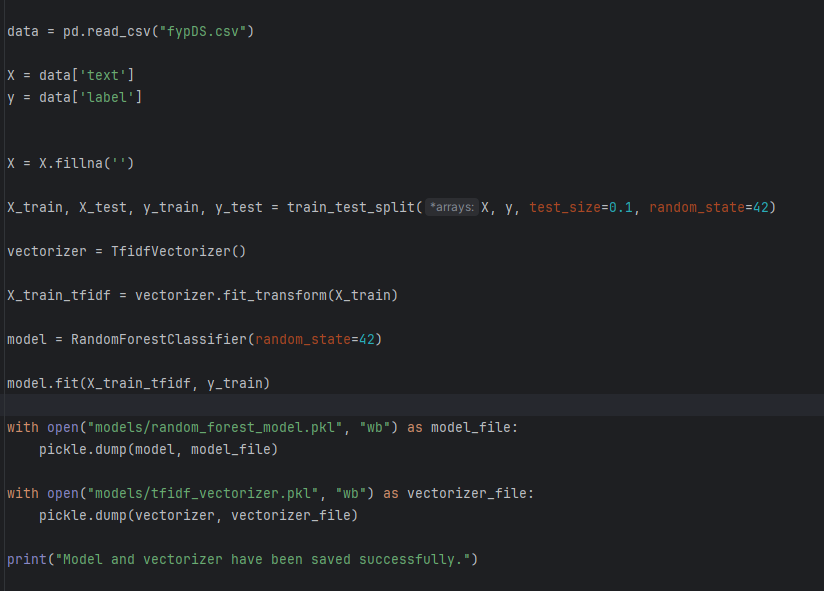 data = pd.read_csv("fypDS.csv")
X = data['text']
y = data['label']
X = X.fillna('')
X_train, X_test, y_train, y_test = train_test_split( *arrays: X, y, test_size=0.1, random_state=42)
vectorizer = TfidfVectorizer()
X_train_tfidf = vectorizer.fit_transform(X_train)
model = RandomForestClassifier(random_state=42)
model.fit(X_train_tfidf, y_train)
with open("models/random_forest_model.pkl", "wb") as model_file:
    pickle.dump(model, model_file)
with open("models/tfidf_vectorizer.pkl", "wb") as vectorizer_file:
    pickle.dump(vectorizer, vectorizer_file)
print("Model and vectorizer have been saved successfully.")